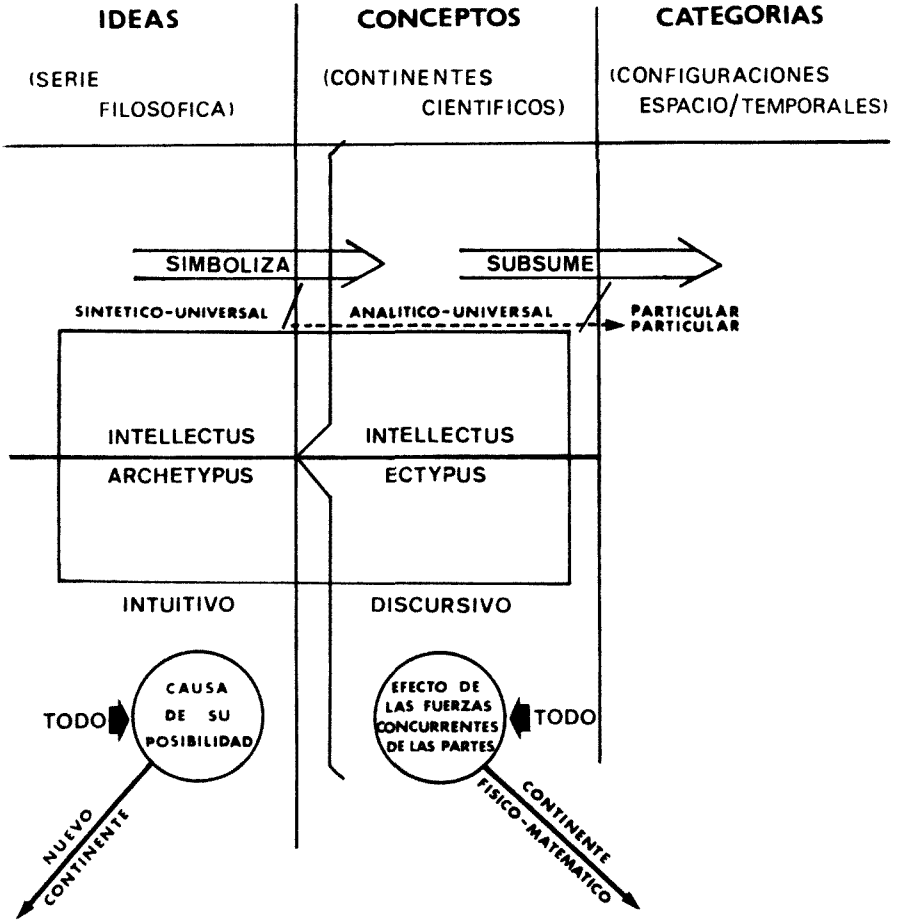 IDEAS
CONCEPTOS
CATEGORIAS
(SERIE
FILOSOFICA)
(CONTINENTES
CIENTIFICOS)
(CONFIGURACIONES
ESPACIO/TEMPORALES)
SIMBOLIZA
SUBSUME
SINTETICO-UNIVERSAL
ANALITICO-UNIVERSAL
PARTICULAR
PARTICULAR
INTELLECTUS
ARCHETYPUS
INTELLECTUS
ECTYPUS
INTUITIVO
DISCURSIVO
TODO
CAUSA
DE SU
POSIBILIDAD
EFECTO DE
LAS FUERZAS
CONCURRENTES
DE LAS PARTES
TODO
NUEVO
CONTINENTE
CONTINENTE
FISICO-MATEMATICO